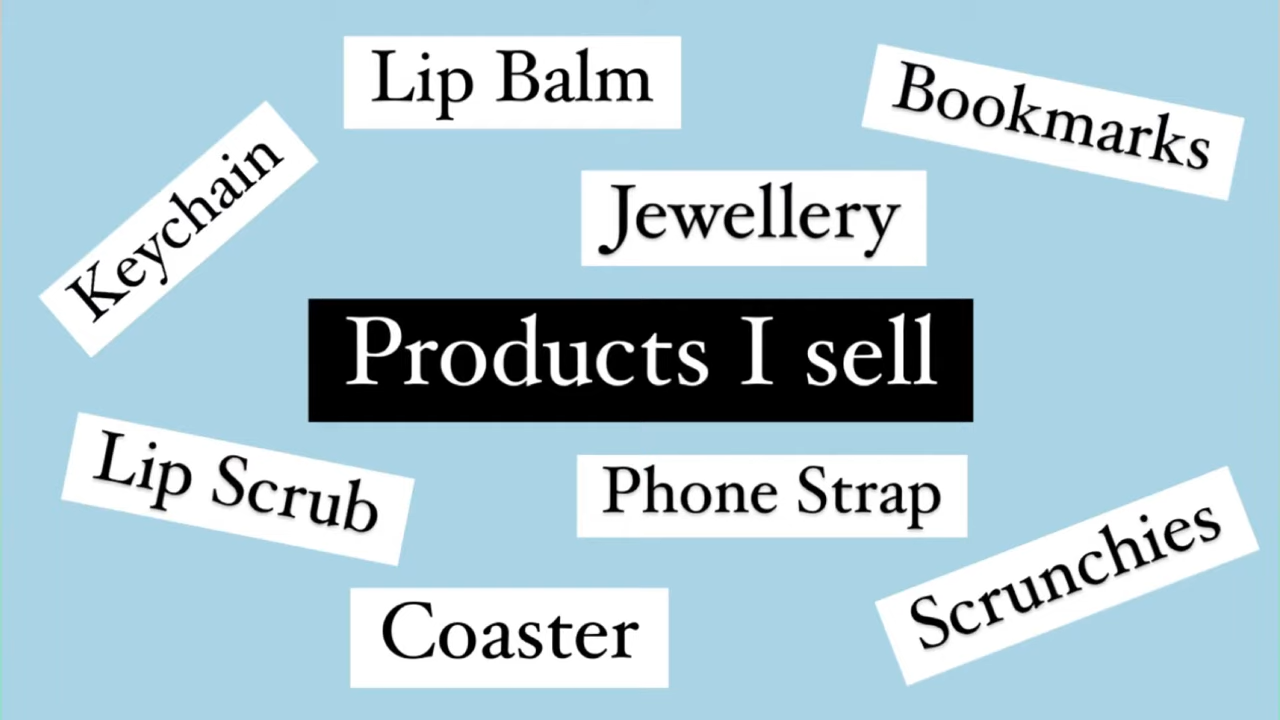 Lip Balm
Bookmarks
Keychain
Jewellery
Products I sell
Lip Scrub
Phone Strap
Scrunchies
Coaster